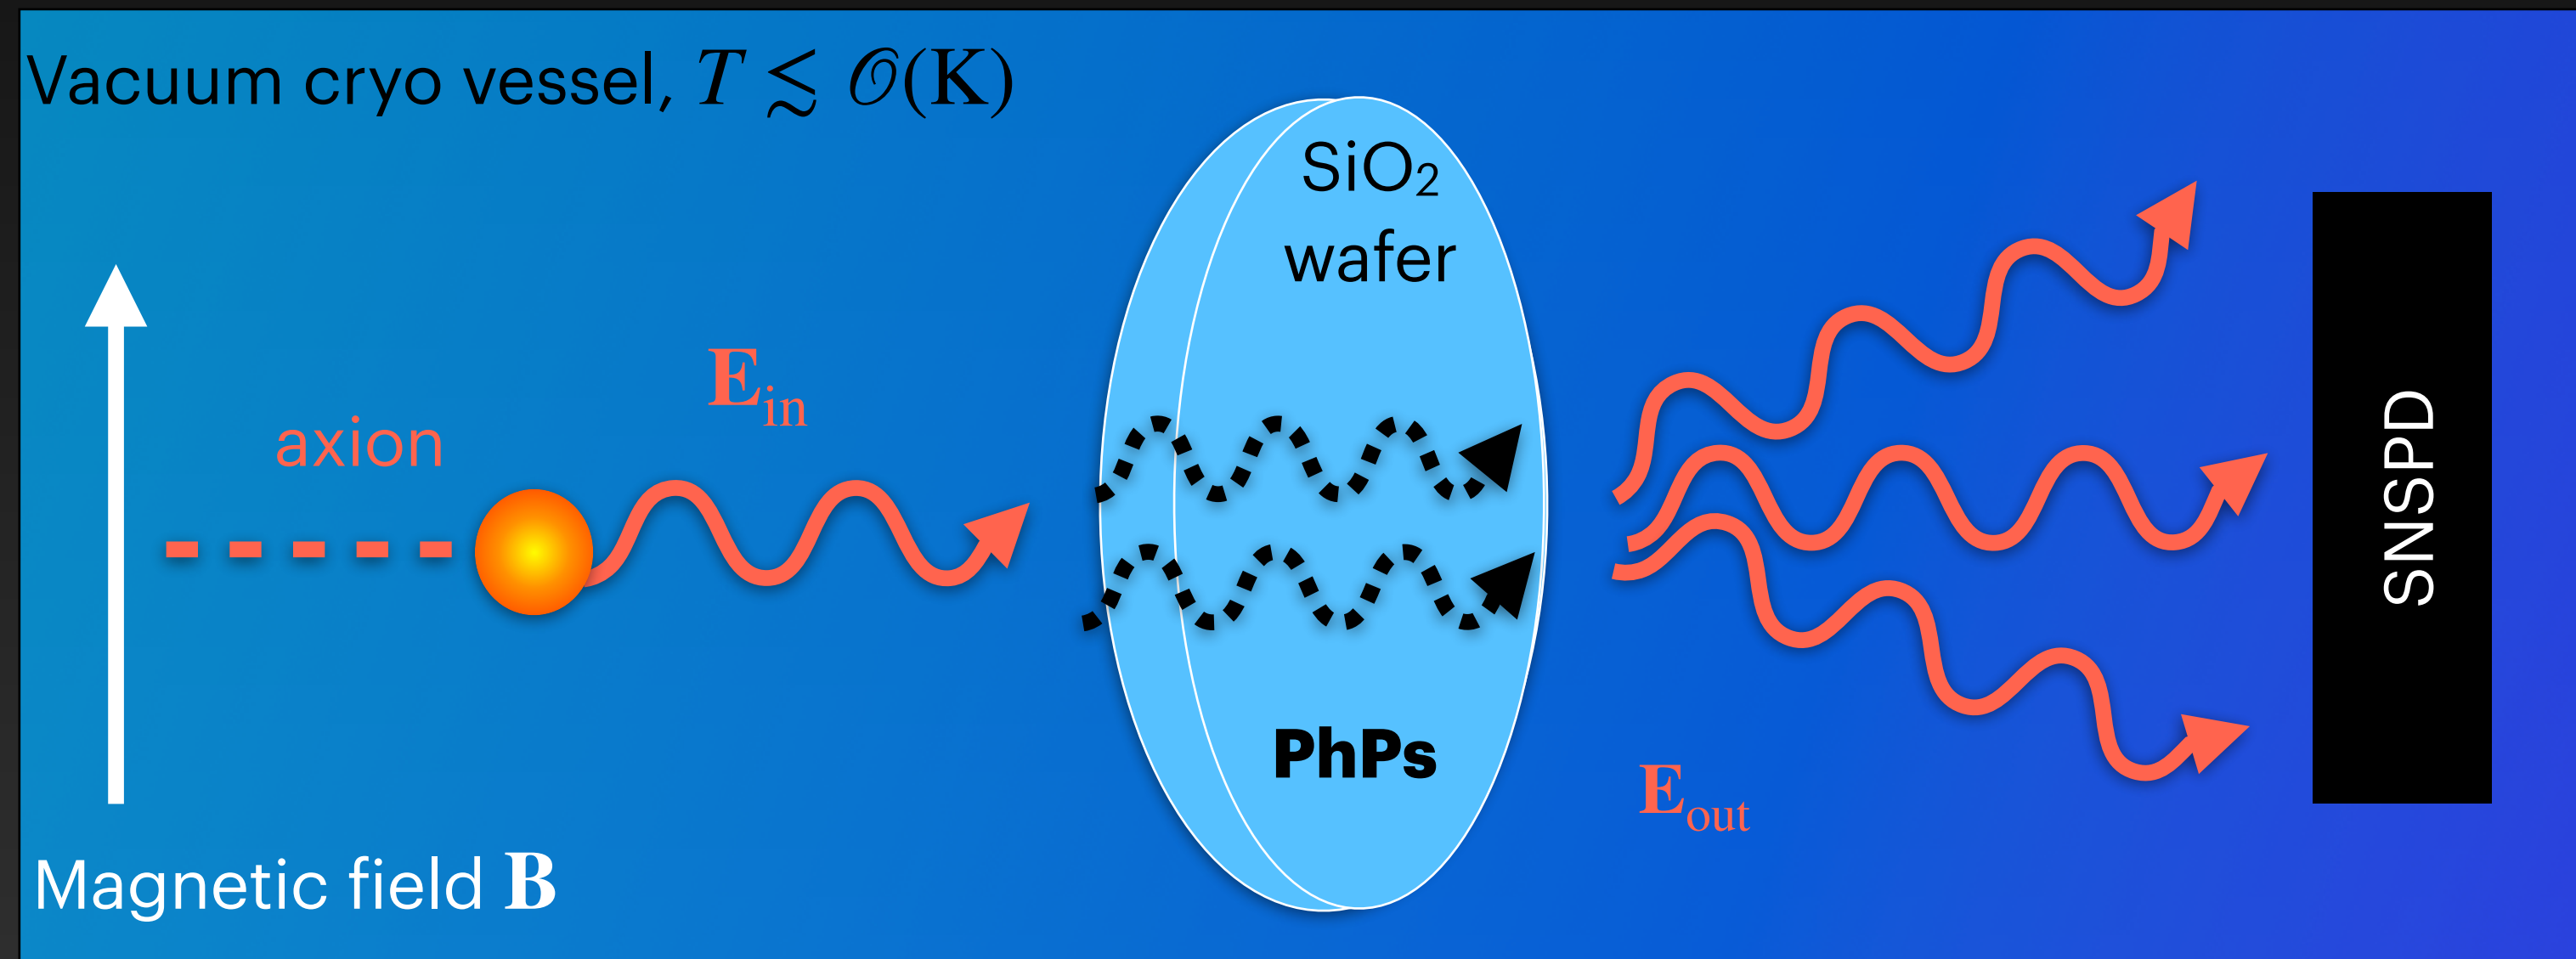 Vacuum cryo vessel, T ≲ 𝒪(K)
SiO₂
wafer
E_in
axion
SNSPD
PhPs
E_out
Magnetic field B